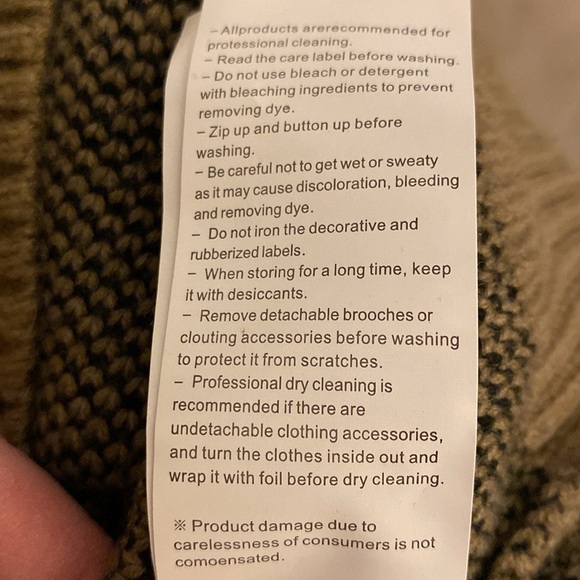 - Allproducts arerecommended for
protessional cleaning.
- Read the care label before washing.
- Do not use bleach or detergent
with bleaching ingredients to prevent
removing dye.
- Zip up and button up before
washing.
- Be careful not to get wet or sweaty
as it may cause discoloration, bleeding
and removing dye.
- Do not iron the decorative and
rubberized labels.
- When storing for a long time, keep
it with desiccants.
- Remove detachable brooches or
clouting accessories before washing
to protect it from scratches.
- Professional dry cleaning is
recommended if there are
undetachable clothing accessories,
and turn the clothes inside out and
wrap it with foil before dry cleaning.
※ Product damage due to
carelessness of consumers is not
comoensated.